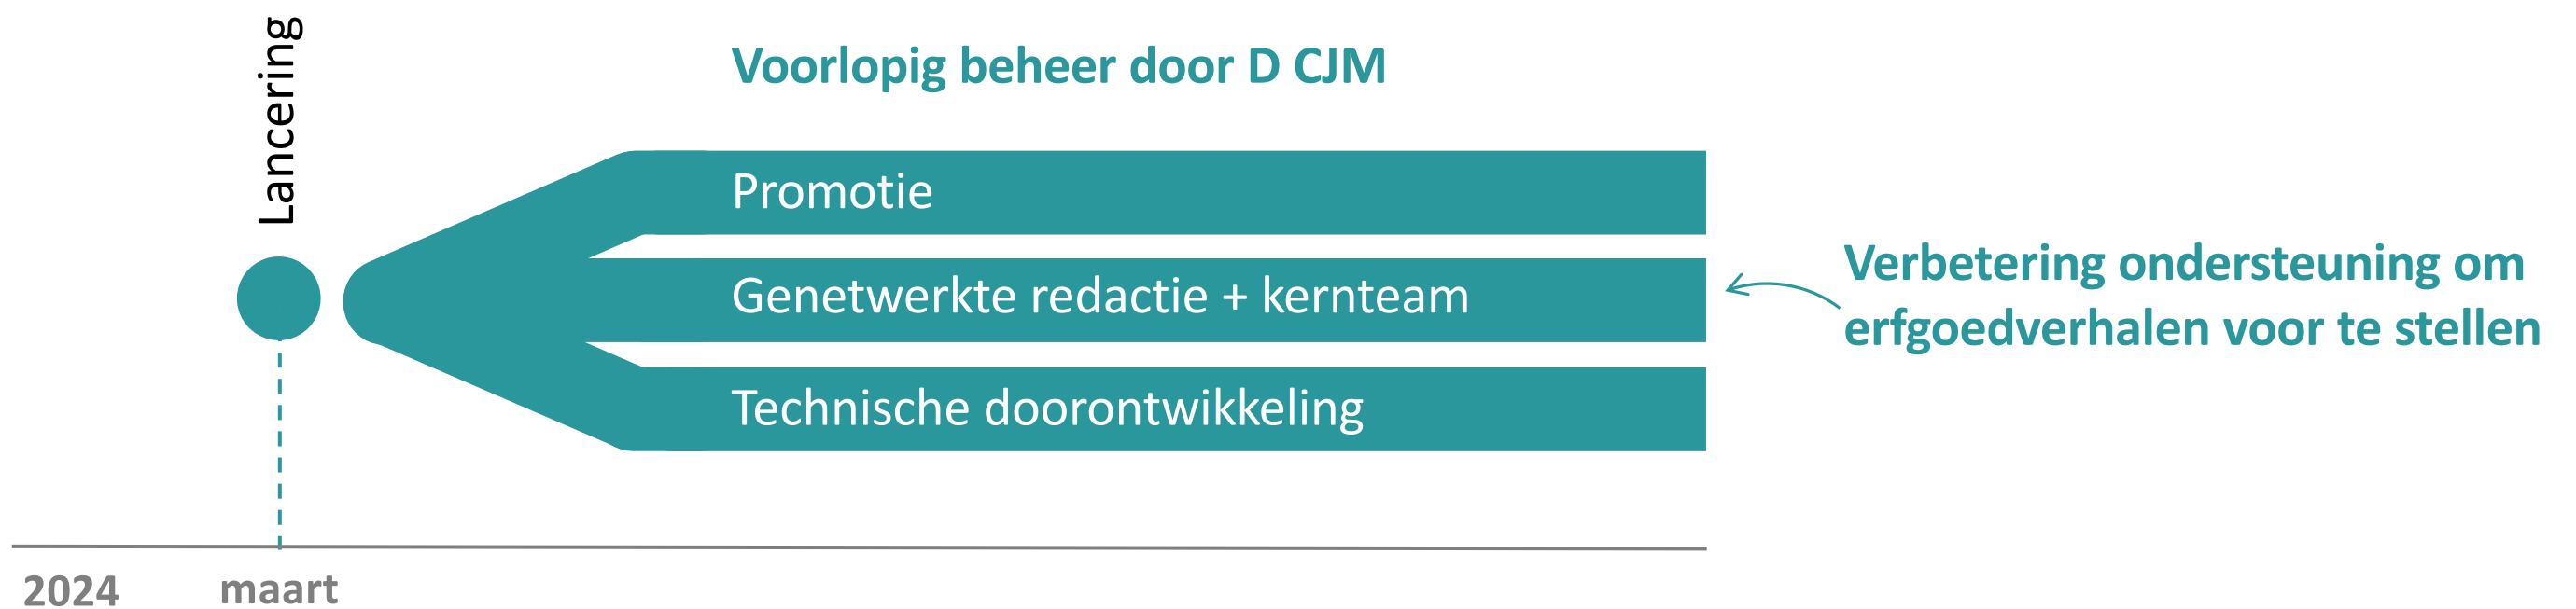 Lancering
Voorlopig beheer door D CJM
Promotie
Genetwerkte redactie + kernteam
Technische doorontwikkeling
Verbetering ondersteuning om
erfgoedverhalen voor te stellen
2024
maart